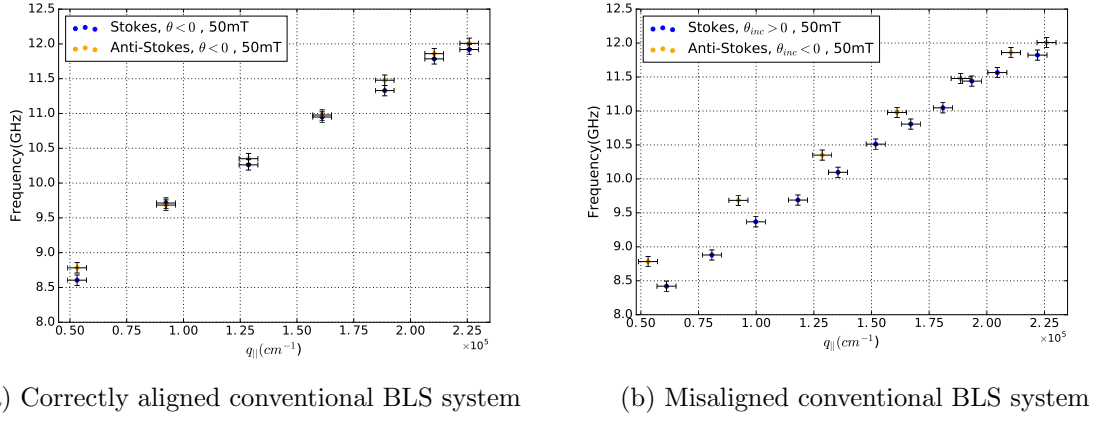 12.5
12.0
11.5
11.0
10.5
10.0
9.5
9.0
8.5
8.0
Frequency(GHz)
Stokes, θ<0 , 50mT
Anti-Stokes, θ<0 , 50mT
0.50 0.75 1.00 1.25 1.50 1.75 2.00 2.25
×10⁵
q||(cm⁻¹)
) Correctly aligned conventional BLS system
12.5
12.0
11.5
11.0
10.5
10.0
9.5
9.0
8.5
8.0
Frequency(GHz)
Stokes, θinc>0 , 50mT
Anti-Stokes, θinc<0 , 50mT
0.50 0.75 1.00 1.25 1.50 1.75 2.00 2.25
×10⁵
q||(cm⁻¹)
(b) Misaligned conventional BLS system